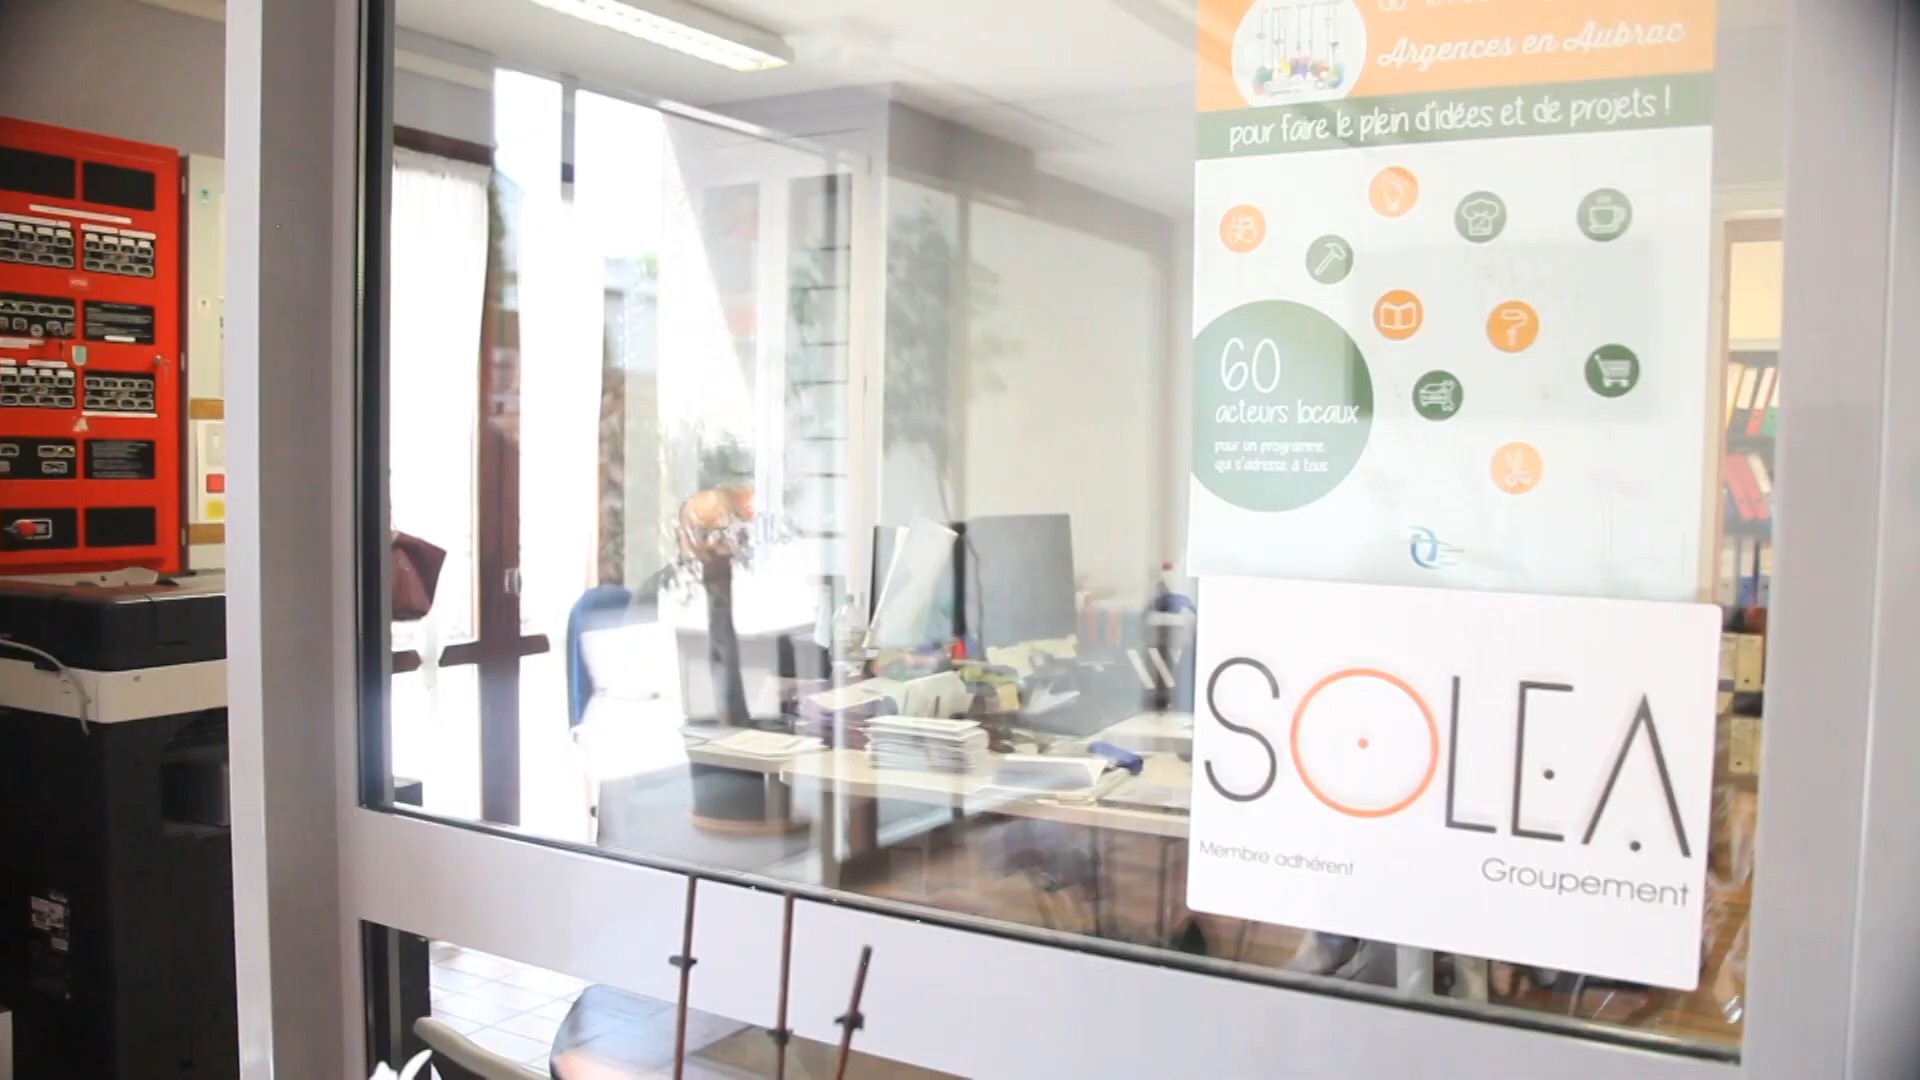 Argences en Aubrac
pour faire le plein d'idées et de projets !
60
acteurs locaux
pour un programme
qui s'adresse à tous
SOLEA
Membre adhérent
Groupement